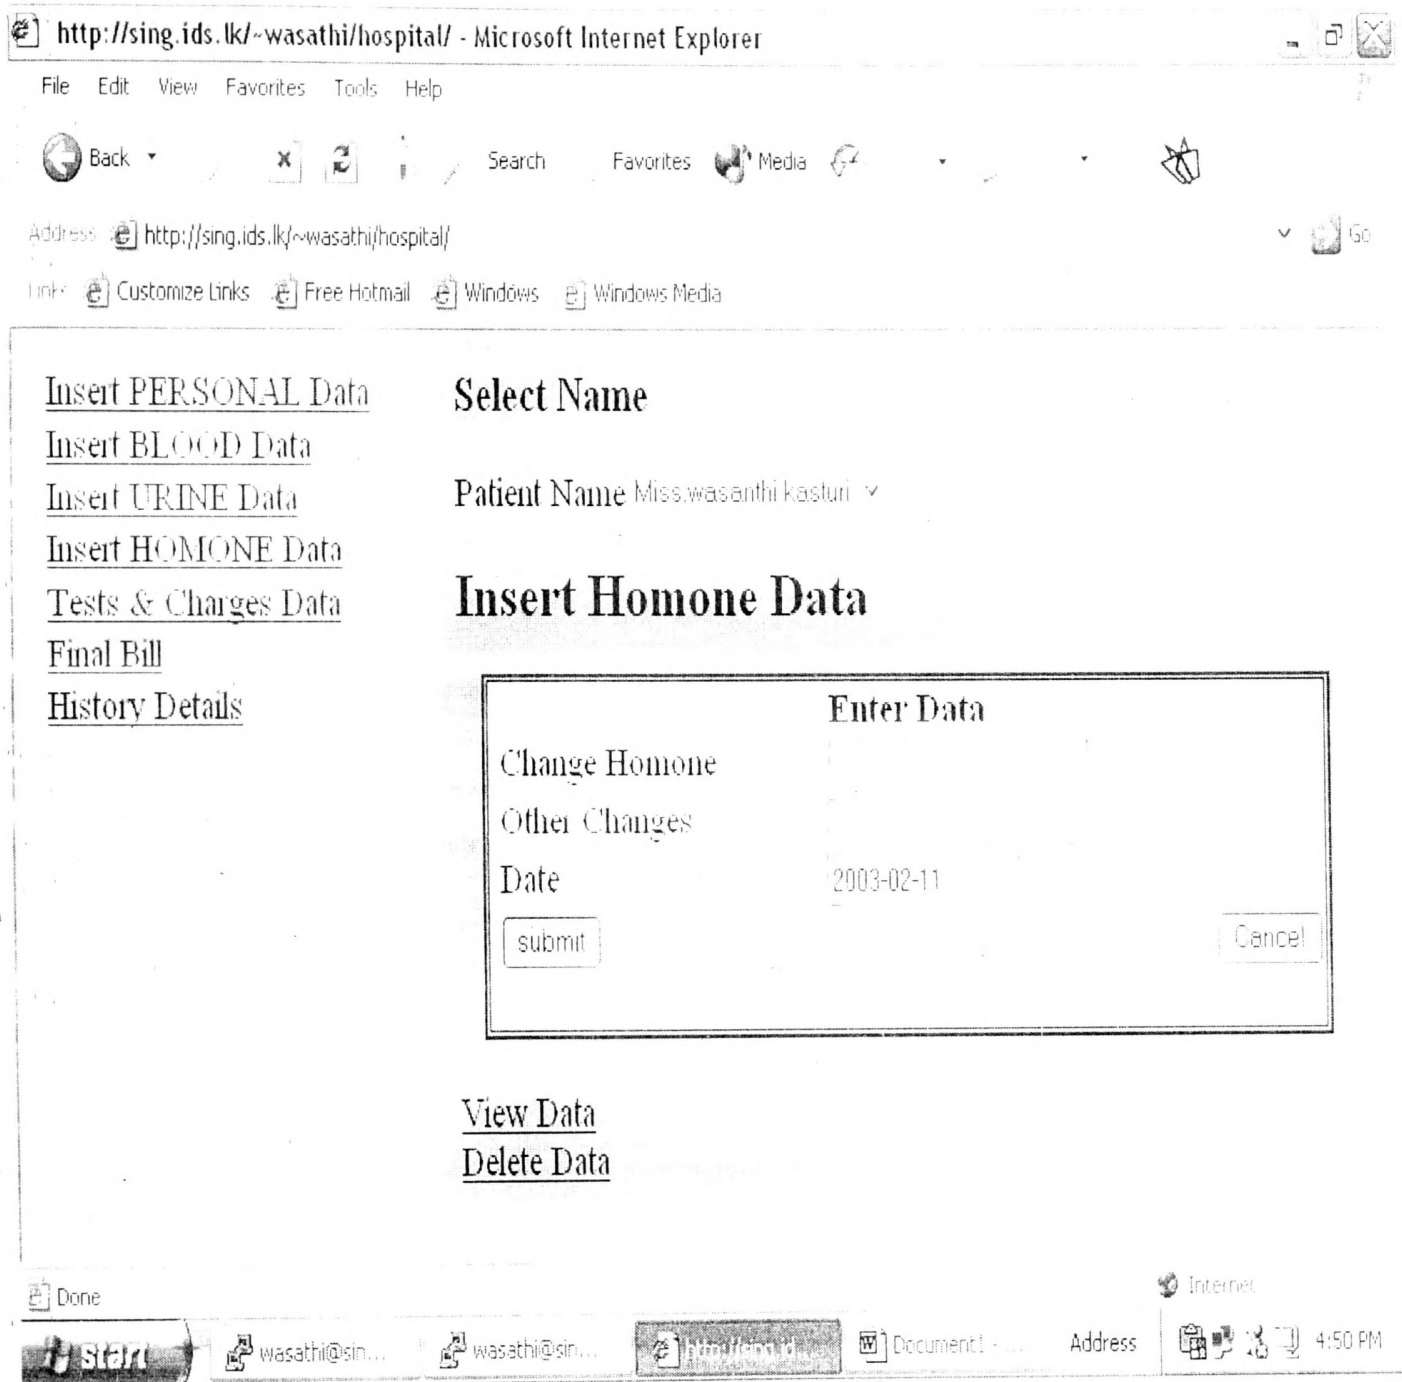 http://sing.ids.lk/~wasathi/hospital/ - Microsoft Internet Explorer
File Edit View Favorites Tools Help
Back Search Favorites Media
Address http://sing.ids.lk/~wasathi/hospital/ Go
Links Customize Links Free Hotmail Windows Windows Media
Insert PERSONAL Data
Insert BLOOD Data
Insert URINE Data
Insert HOMONE Data
Tests & Charges Data
Final Bill
History Details
Select Name
Patient Name Miss.wasanthi kasturi
Insert Homone Data
Enter Data
Change Homone
Other Changes
Date 2003-02-11
submit Cancel
View Data
Delete Data
Done Internet
start wasathi@sin... wasathi@sin... http://sing.id... Document1 - ... Address 4:50 PM